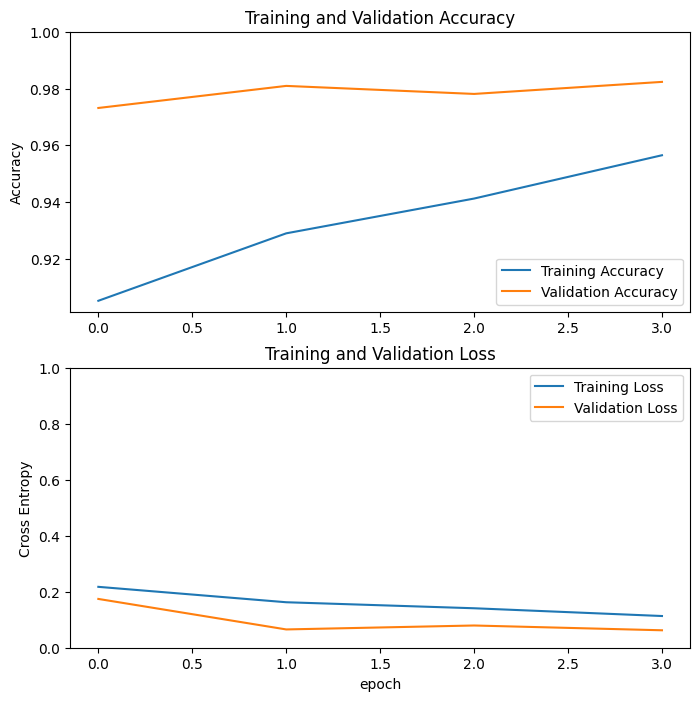 Training and Validation Accuracy
1.00
0.98
0.96
0.94
0.92
Accuracy
Training Accuracy
Validation Accuracy
0.0 0.5 1.0 1.5 2.0 2.5 3.0
Training and Validation Loss
1.0
0.8
0.6
0.4
0.2
0.0
Cross Entropy
Training Loss
Validation Loss
0.0 0.5 1.0 1.5 2.0 2.5 3.0
epoch